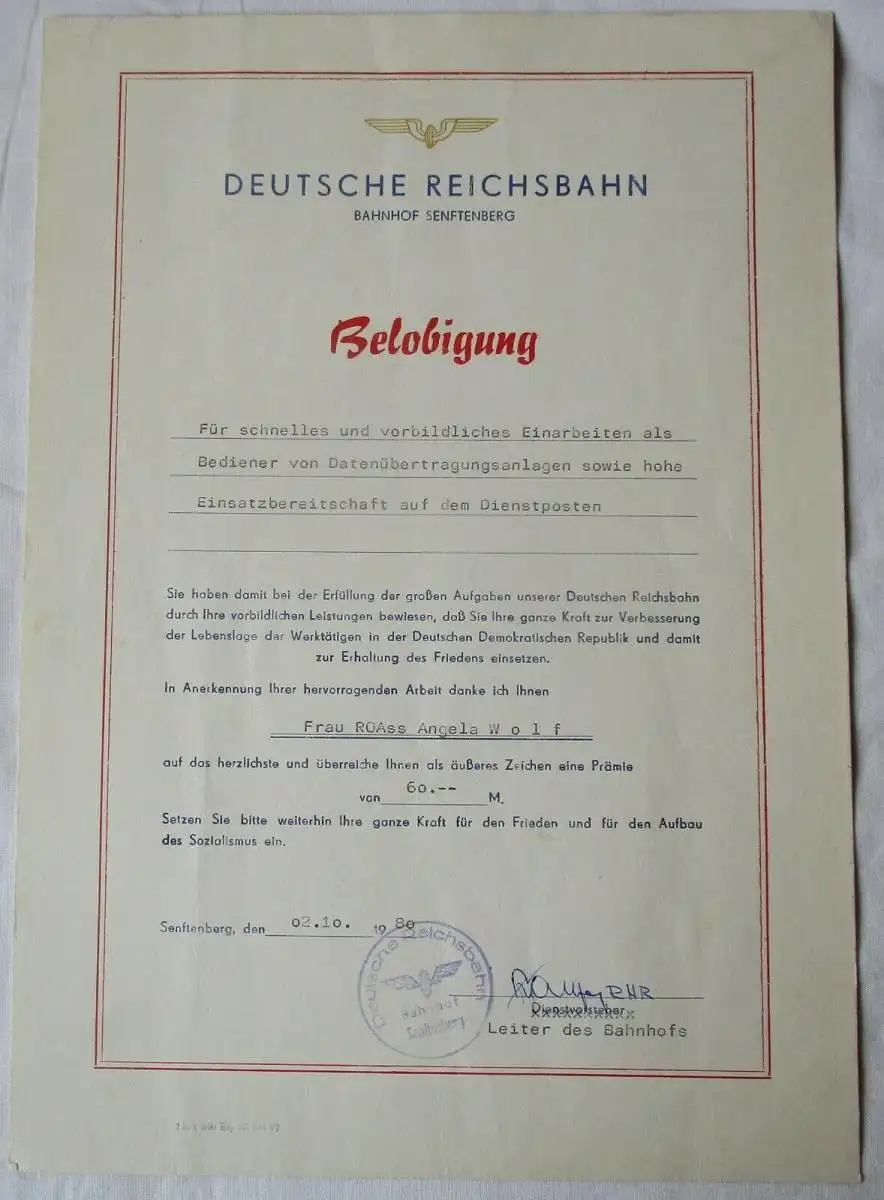 DEUTSCHE REICHSBAHN
BAHNHOF SENFTENBERG
Belobigung
Für schnelles und vorbildliches Einarbeiten als
Bediener von Datenübertragungsanlagen sowie hohe
Einsatzbereitschaft auf dem Dienstposten
Sie haben damit bei der Erfüllung der großen Aufgaben unserer Deutschen Reichsbahn
durch Ihre vorbildlichen Leistungen bewiesen, daß Sie Ihre ganze Kraft zur Verbesserung
der Lebenslage der Werktätigen in der Deutschen Demokratischen Republik und damit
zur Erhaltung des Friedens einsetzen.
In Anerkennung Ihrer hervorragenden Arbeit danke ich Ihnen
Frau ROAss Angela W o l f
auf das herzlichste und überreiche Ihnen als äußeres Zeichen eine Prämie
von 60.-- M.
Setzen Sie bitte weiterhin Ihre ganze Kraft für den Frieden und für den Aufbau
des Sozialismus ein.
Senftenberg, den 02.10. 19 80
Deutsche Reichsbahn
Bahnhof
Senftenberg
RHR
Dienstvorsteher
Leiter des Bahnhofs